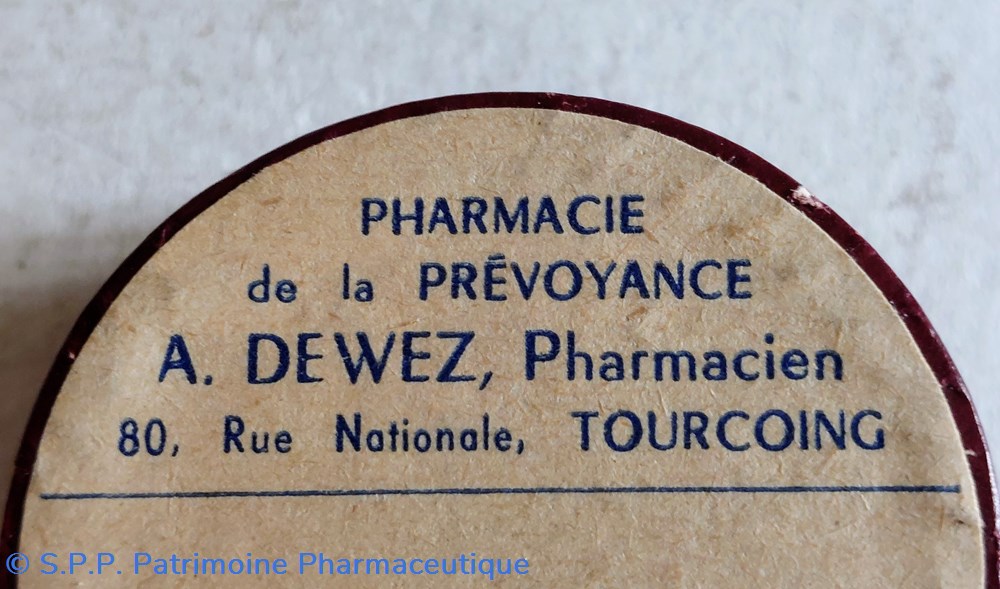 PHARMACIE
de la PRÉVOYANCE
A. DEWEZ, Pharmacien
80, Rue Nationale, TOURCOING
© S.P.P. Patrimoine Pharmaceutique